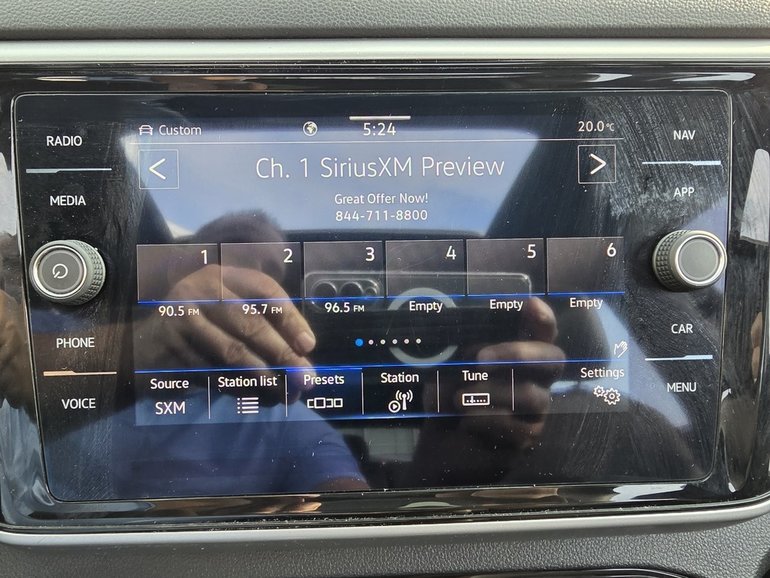 RADIO
MEDIA
PHONE
VOICE
Custom
5:24
20.0°C
< Ch. 1 SiriusXM Preview >
Great Offer Now!
844-711-8800
1 2 3 4 5 6
90.5 FM 95.7 FM 96.5 FM Empty Empty Empty
Source Station list Presets Station Tune Settings
SXM
NAV
APP
CAR
MENU